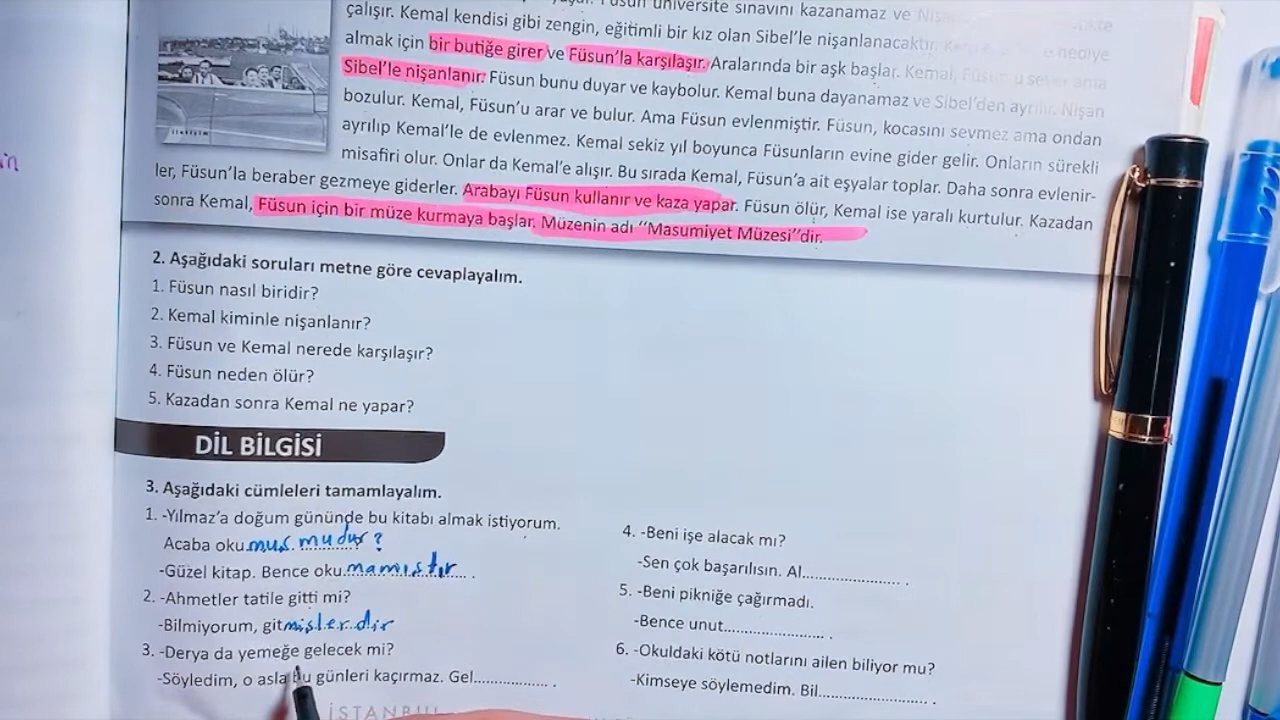 üniversite sınavını kazanamaz ve
çalışır. Kemal kendisi gibi zengin, eğitimli bir kız olan Sibel'le nişanlanacaktır. hediye
almak için bir butiğe girer ve Füsun'la karşılaşır. Aralarında bir aşk başlar. Kemal, Füsun'u sever ama
Sibel'le nişanlanır. Füsun bunu duyar ve kaybolur. Kemal buna dayanamaz ve Sibel'den ayrılır. Nişan
bozulur. Kemal, Füsun'u arar ve bulur. Ama Füsun evlenmiştir. Füsun, kocasını sevmez ama ondan
ayrılıp Kemal'le de evlenmez. Kemal sekiz yıl boyunca Füsunların evine gider gelir. Onların sürekli
misafiri olur. Onlar da Kemal'e alışır. Bu sırada Kemal, Füsun'a ait eşyalar toplar. Daha sonra evlenir-
ler, Füsun'la beraber gezmeye giderler. Arabayı Füsun kullanır ve kaza yapar. Füsun ölür, Kemal ise yaralı kurtulur. Kazadan
sonra Kemal, Füsun için bir müze kurmaya başlar. Müzenin adı "Masumiyet Müzesi"dir.
2. Aşağıdaki soruları metne göre cevaplayalım.
1. Füsun nasıl biridir?
2. Kemal kiminle nişanlanır?
3. Füsun ve Kemal nerede karşılaşır?
4. Füsun neden ölür?
5. Kazadan sonra Kemal ne yapar?
DİL BİLGİSİ
3. Aşağıdaki cümleleri tamamlayalım.
1. -Yılmaz'a doğum gününde bu kitabı almak istiyorum.
Acaba okumuş mudur?
-Güzel kitap. Bence okumamıştır.
2. -Ahmetler tatile gitti mi?
-Bilmiyorum, gitmişlerdir
3. -Derya da yemeğe gelecek mi?
-Söyledim, o asla bu günleri kaçırmaz. Gel.................. .
4. -Beni işe alacak mı?
-Sen çok başarılısın. Al....................... .
5. -Beni pikniğe çağırmadı.
-Bence unut......................... .
6. -Okuldaki kötü notlarını ailen biliyor mu?
-Kimseye söylemedim. Bil......................... .
İSTANBUL